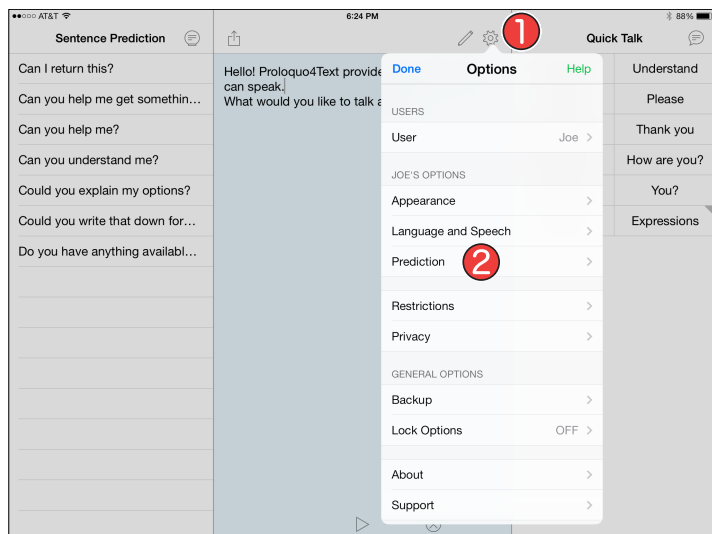 AT&T
6:24 PM
88%
Sentence Prediction
Can I return this?
Can you help me get somethin...
Can you help me?
Can you understand me?
Could you explain my options?
Could you write that down for...
Do you have anything availabl...
Hello! Proloquo4Text provide
can speak.
What would you like to talk a
1
Done Options Help
USERS
User Joe
JOE'S OPTIONS
Appearance
Language and Speech
Prediction 2
Restrictions
Privacy
GENERAL OPTIONS
Backup
Lock Options OFF
About
Support
Quick Talk
Understand
Please
Thank you
How are you?
You?
Expressions